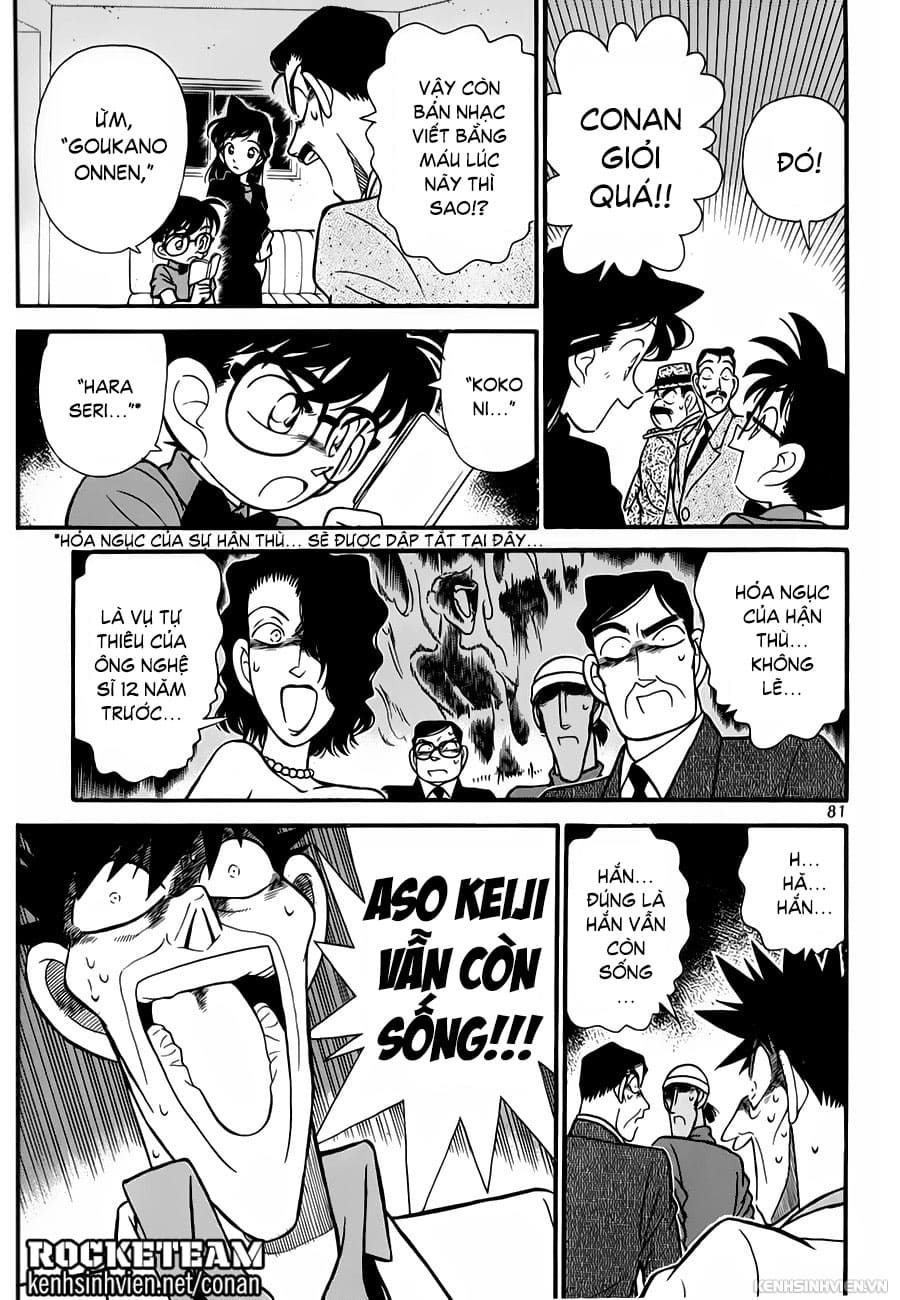 ĐÓ!
CONAN
GIỎI
QUÁ!!
VẬY CÒN
BẢN NHẠC
VIẾT BẰNG
MÁU LÚC
NÀY THÌ
SAO!?
ỪM,
"GOUKANO
ONNEN,"
"KOKO
NI..."
"HARA
SERI..."*
*HỎA NGỤC CỦA SỰ HẬN THÙ... SẼ ĐƯỢC DẬP TẮT TẠI ĐÂY...
HỎA NGỤC
CỦA HẬN
THÙ...
KHÔNG
LẼ...
LÀ VỤ TỰ
THIÊU CỦA
ÔNG NGHỆ
SĨ 12 NĂM
TRƯỚC...
81
H...
HẮ...
HẮN...
HẮN...
ĐÚNG LÀ
HẮN VẪN
CÒN
SỐNG
...
ASO KEIJI
VẪN CÒN
SỐNG!!!
ROCKETEAM
kenhsinhvien.net/conan
KENHSINHVIEN.VN